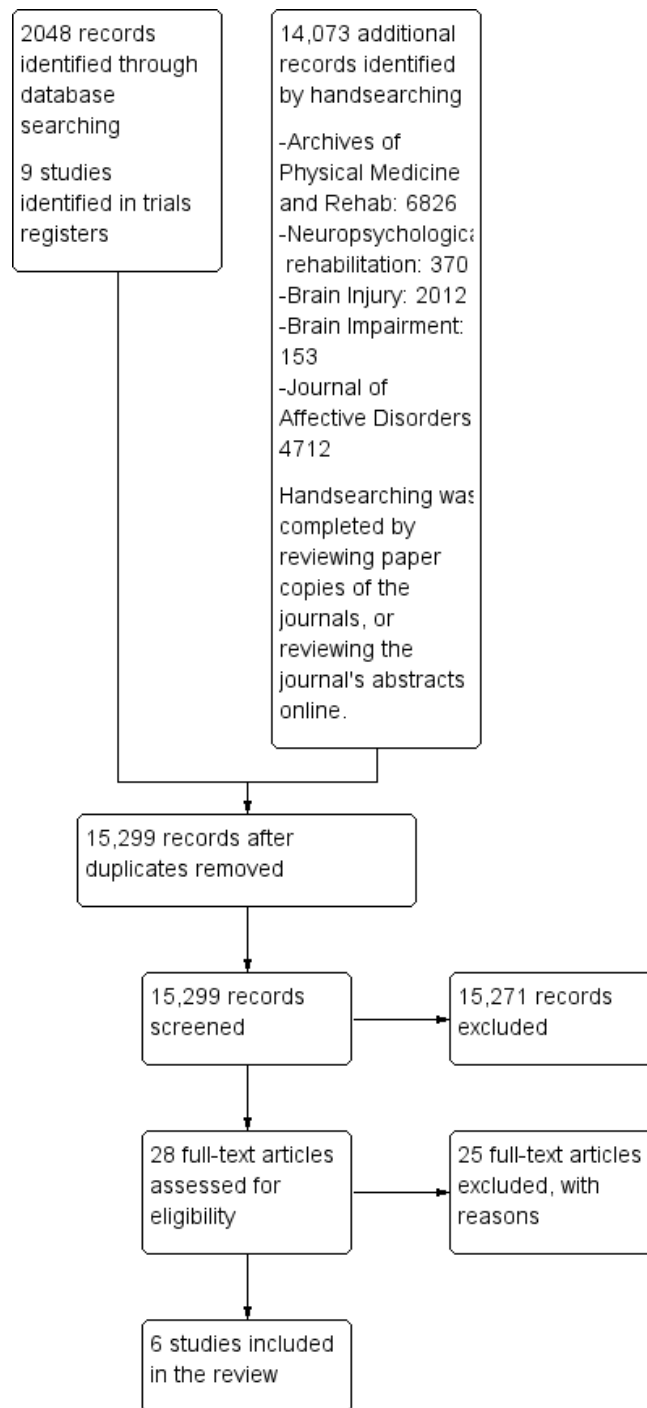 2048 records
identified through
database
searching
9 studies
identified in trials
registers
14,073 additional
records identified
by handsearching
-Archives of
Physical Medicine
and Rehab: 6826
-Neuropsychologica
rehabilitation: 370
-Brain Injury: 2012
-Brain Impairment:
153
-Journal of
Affective Disorders
4712
Handsearching was
completed by
reviewing paper
copies of the
journals, or
reviewing the
journal's abstracts
online.
15,299 records after
duplicates removed
15,299 records
screened
15,271 records
excluded
28 full-text articles
assessed for
eligibility
25 full-text articles
excluded, with
reasons
6 studies included
in the review